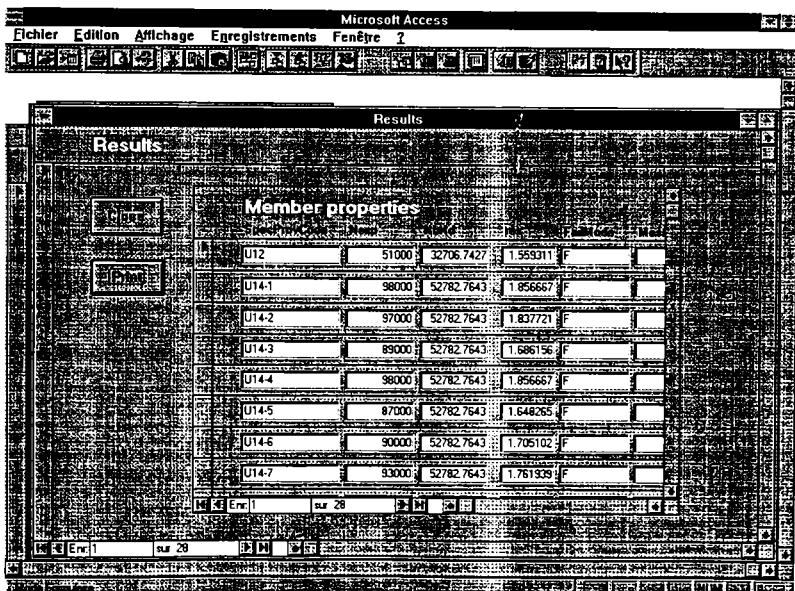 Microsoft Access
Fichier Edition Affichage Enregistrements Fenêtre ?
Results
Results
Close
Print
Member properties
U12 51000 32706.7427 1.559311 F
U14-1 98000 52782.7643 1.856667 F
U14-2 97000 52782.7643 1.837721 F
U14-3 89000 52782.7643 1.686156 F
U14-4 98000 52782.7643 1.856667 F
U14-5 87000 52782.7643 1.648265 F
U14-6 90000 52782.7643 1.705102 F
U14-7 93000 52782.7643 1.761939 F
Enr: 1 sur 28
Enr: 1 sur 28